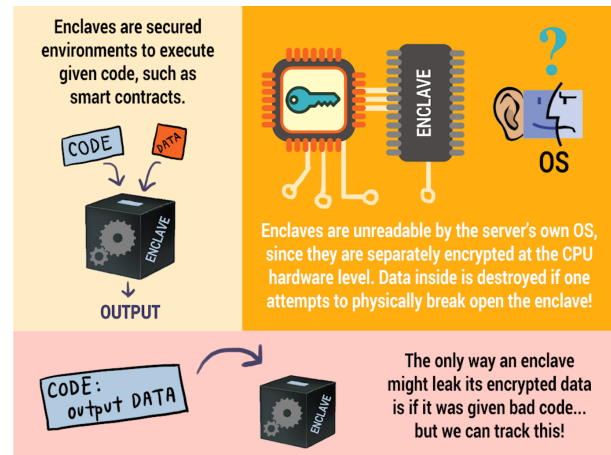 Enclaves are secured
environments to execute
given code, such as
smart contracts.
CODE
DATA
ENCLAVE
OUTPUT
ENCLAVE
?
OS
Enclaves are unreadable by the server's own OS,
since they are separately encrypted at the CPU
hardware level. Data inside is destroyed if one
attempts to physically break open the enclave!
CODE:
output DATA
ENCLAVE
The only way an enclave
might leak its encrypted data
is if it was given bad code...
but we can track this!